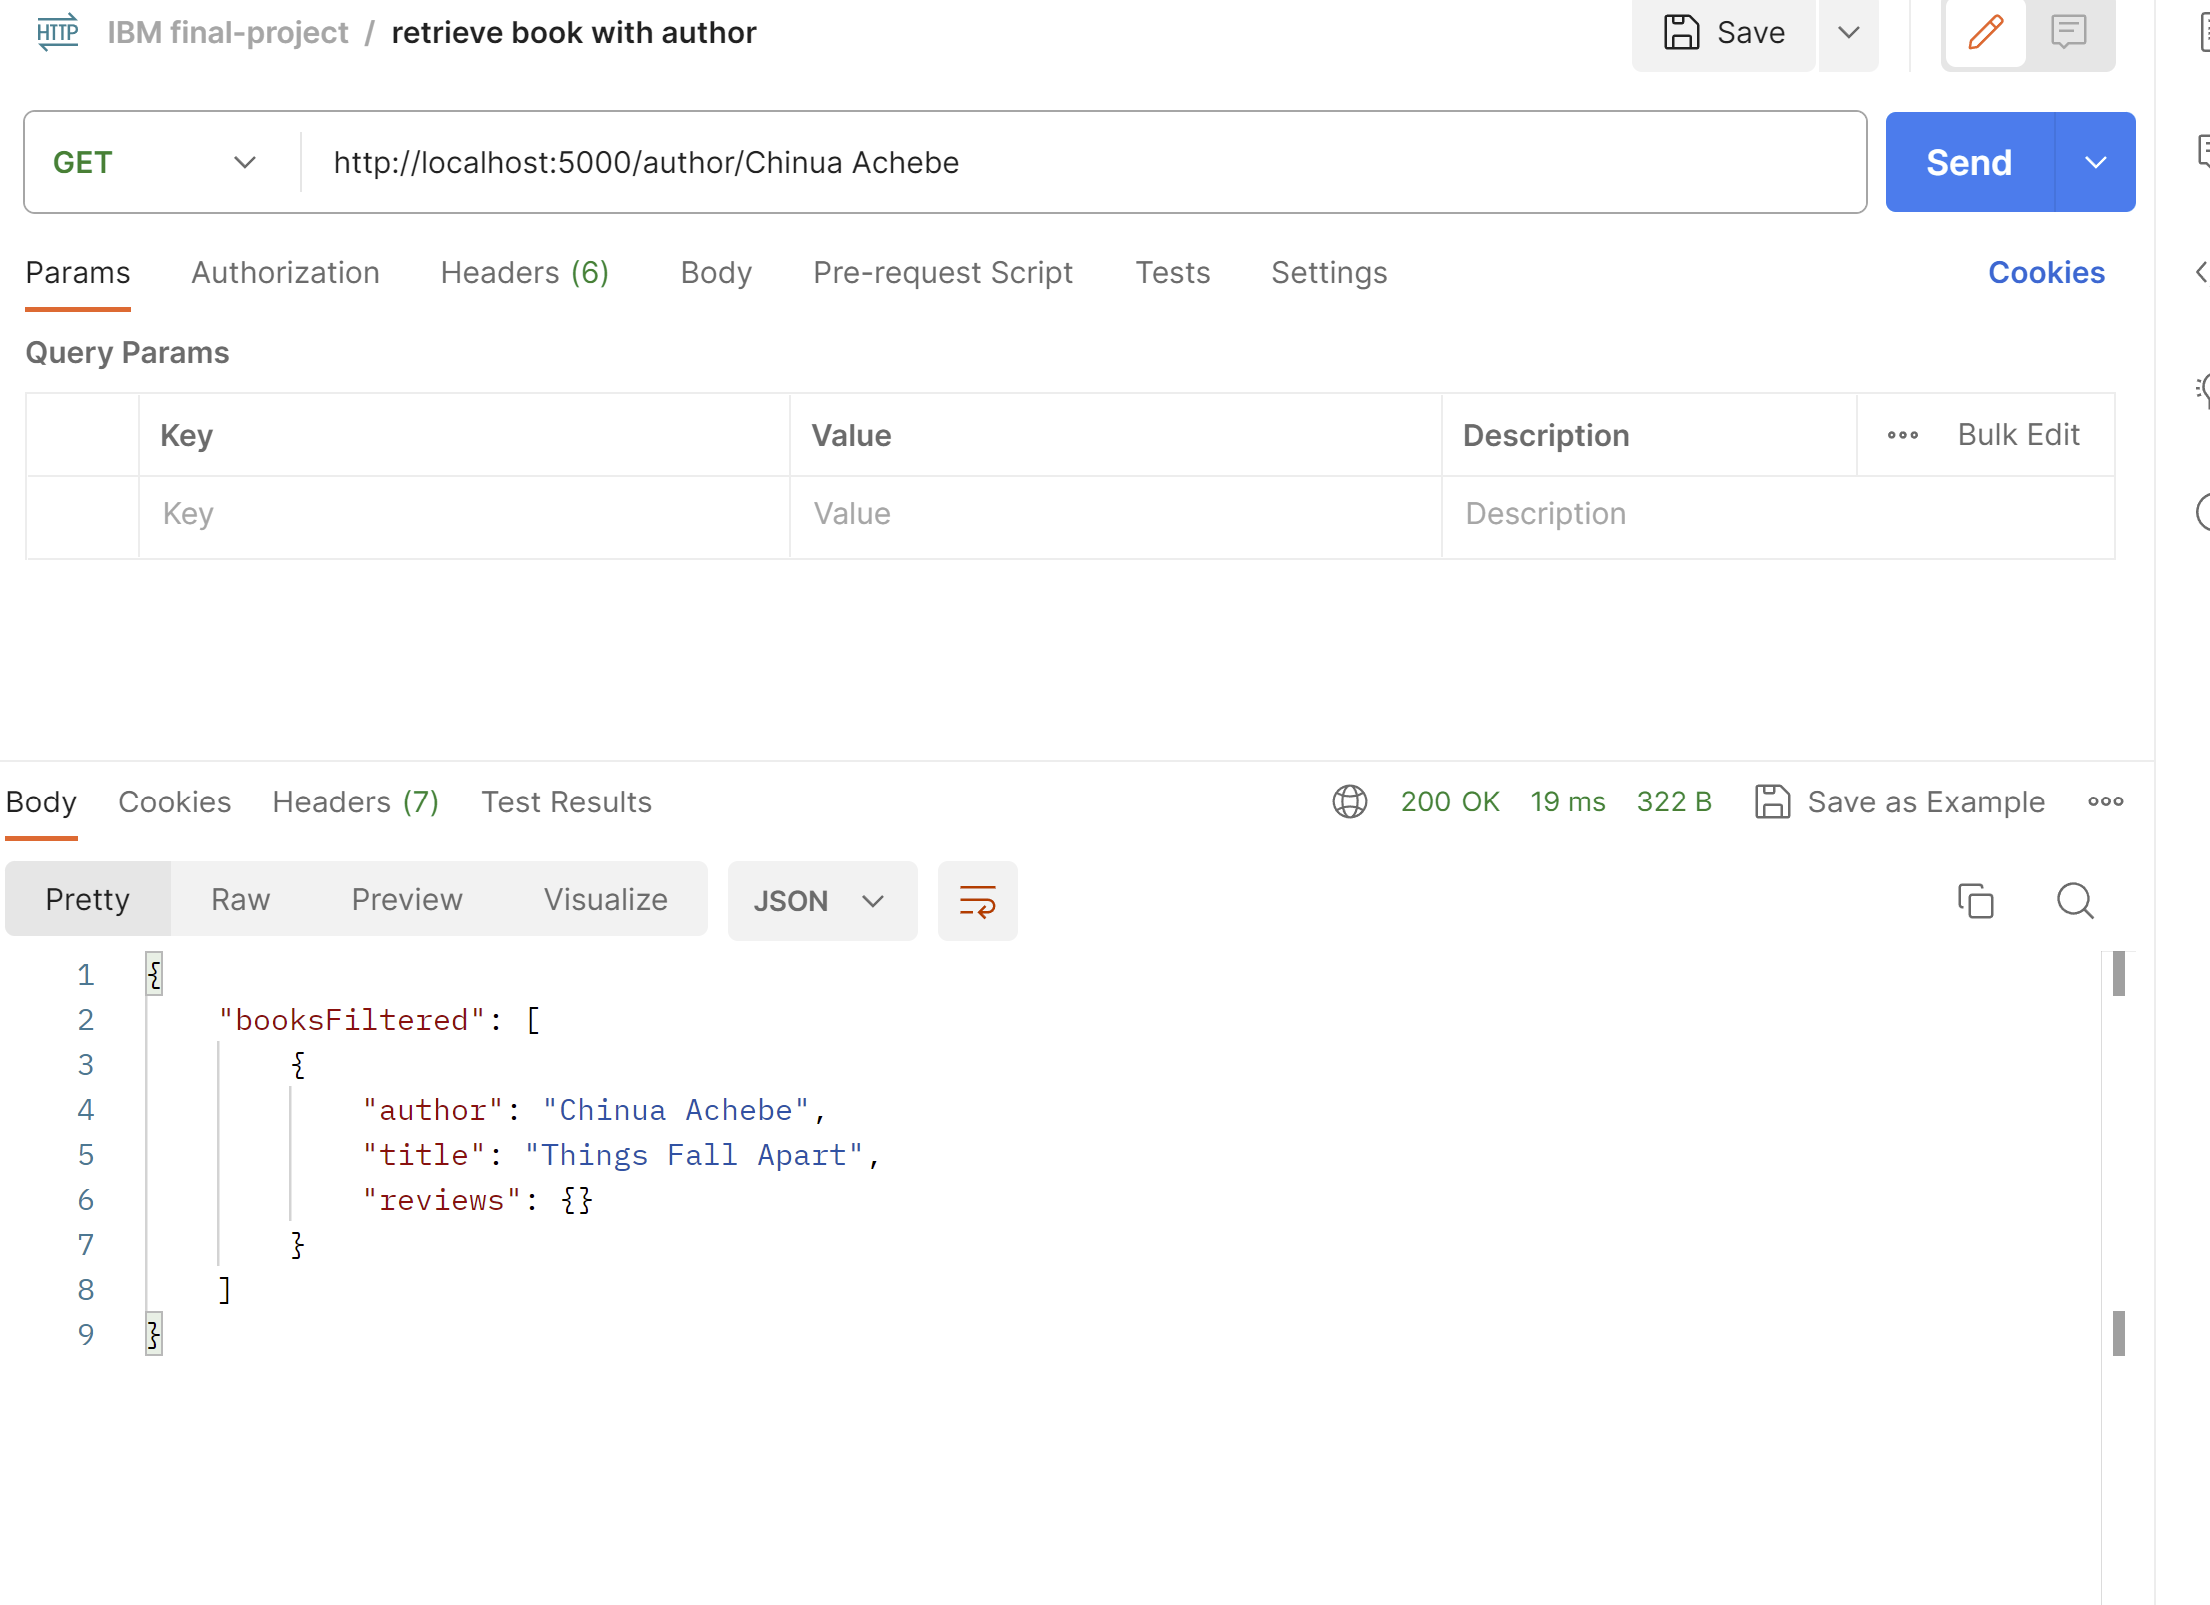 HTTP IBM final-project / retrieve book with author Save
GET http://localhost:5000/author/Chinua Achebe Send
Params Authorization Headers (6) Body Pre-request Script Tests Settings Cookies
Query Params
Key Value Description Bulk Edit
Key Value Description
Body Cookies Headers (7) Test Results 200 OK 19 ms 322 B Save as Example
Pretty Raw Preview Visualize JSON
1 {
2 "booksFiltered": [
3 {
4 "author": "Chinua Achebe",
5 "title": "Things Fall Apart",
6 "reviews": {}
7 }
8 ]
9 }